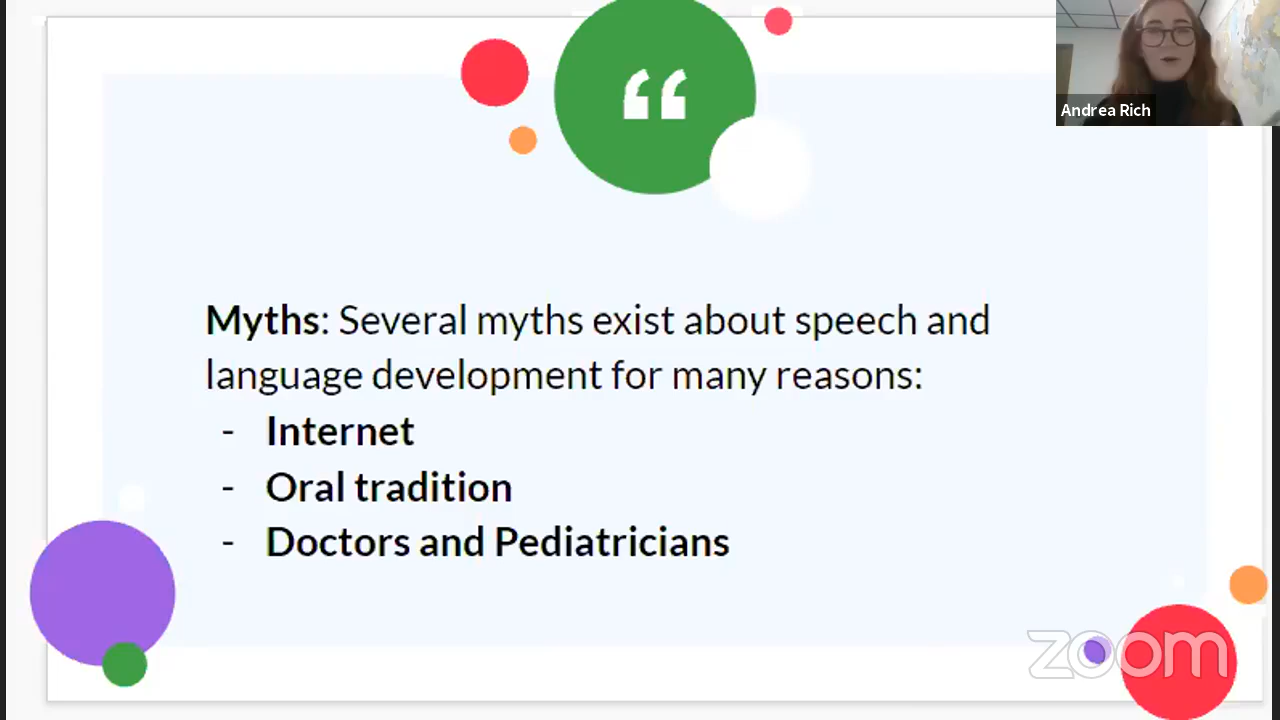 “
Andrea Rich
Myths: Several myths exist about speech and
language development for many reasons:
- Internet
- Oral tradition
- Doctors and Pediatricians
zoom